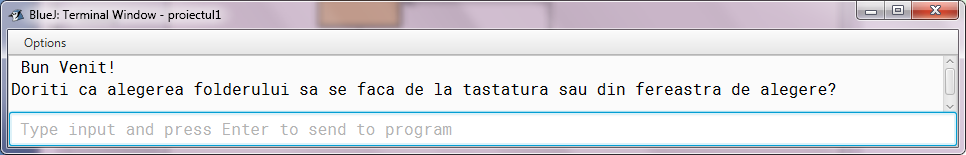 BlueJ: Terminal Window - proiectul1
Options
Bun Venit!
Doriti ca alegerea folderului sa se faca de la tastatura sau din fereastra de alegere?
Type input and press Enter to send to program